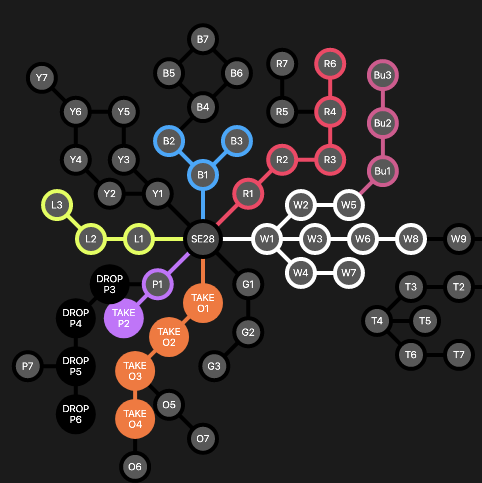 B7
Y7
B5
B6
R7
R6
Bu3
Y6
Y5
B4
R5
R4
Bu2
B2
B3
Y4
Y3
R2
R3
B1
Bu1
Y2
Y1
R1
L3
W2
W5
L2
L1
SE28
W1
W3
W6
W8
W9
W4
W7
DROP
P3
P1
G1
T3
T2
TAKE
O1
DROP
P4
TAKE
P2
T4
T5
G2
TAKE
O2
T6
T7
P7
DROP
P5
TAKE
O3
G3
O5
DROP
P6
TAKE
O4
O7
O6